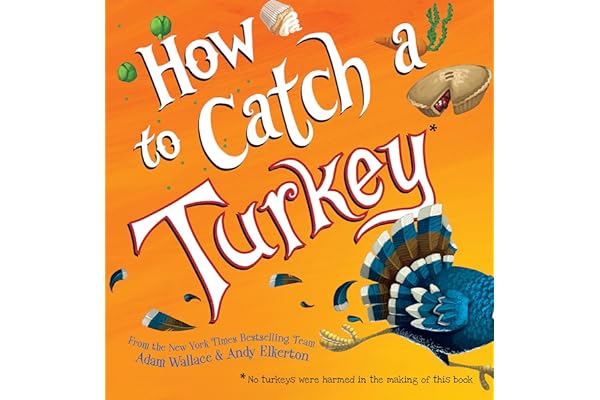 How
to Catch a
Turkey*
From the New York Times Bestselling Team
Adam Wallace & Andy Elkerton
* No turkeys were harmed in the making of this book